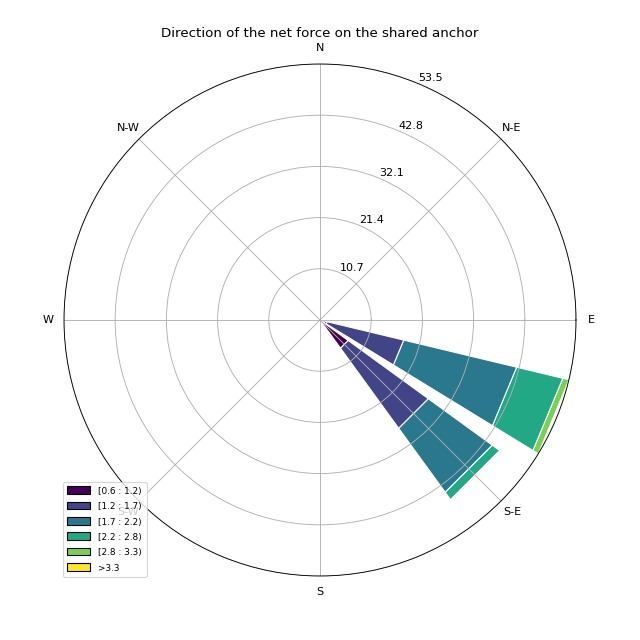 Direction of the net force on the shared anchor
N
53.5
N-W
42.8
N-E
32.1
21.4
10.7
W
E
S-W
S-E
[0.6 : 1.2)
[1.2 : 1.7)
[1.7 : 2.2)
[2.2 : 2.8)
[2.8 : 3.3)
>3.3
S